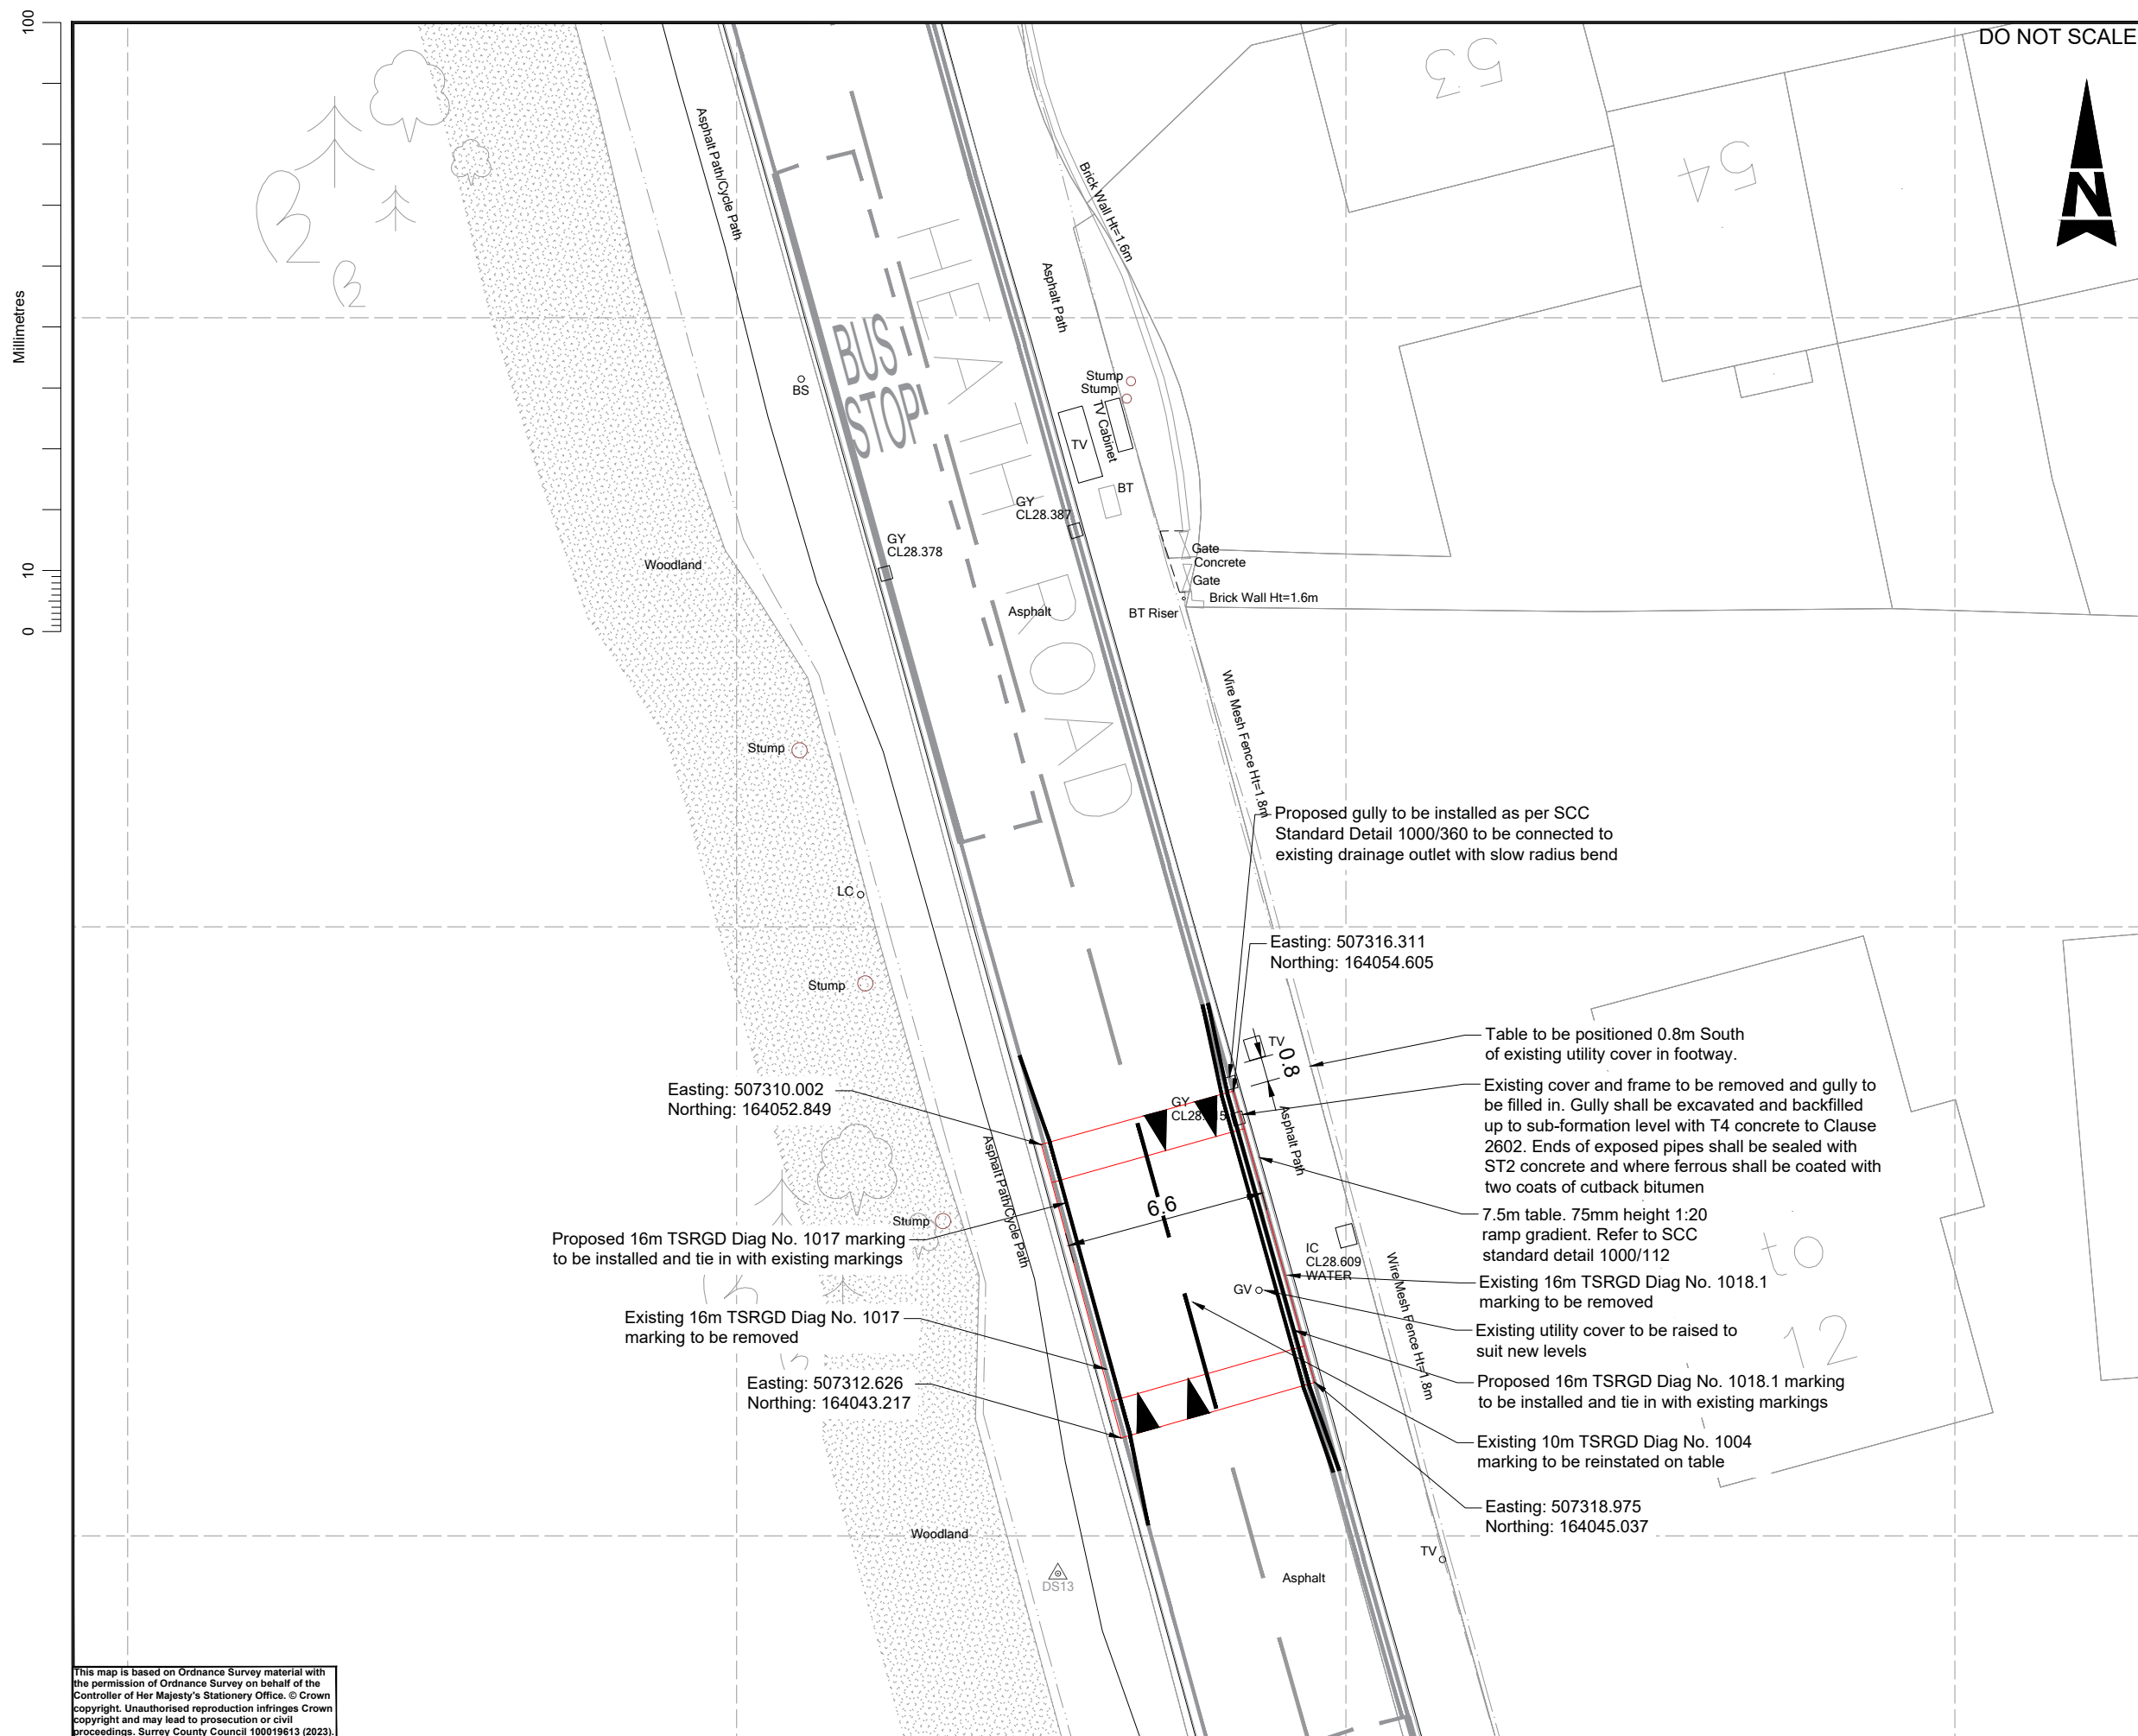 DO NOT SCALE
100
Millimetres
10
0
N
53
54
Asphalt Path/Cycle Path
Brick Wall Ht=1.6m
Asphalt Path
HEATH ROAD
BUS
STOP
BS
Stump
Stump
TV Cabinet
TV
BT
GY
CL28.387
GY
CL28.378
Woodland
Gate
Concrete
Gate
Brick Wall Ht=1.6m
BT Riser
Asphalt
Wire Mesh Fence Ht=1.8m
Stump
Proposed gully to be installed as per SCC
Standard Detail 1000/360 to be connected to
existing drainage outlet with slow radius bend
LC
Easting: 507316.311
Northing: 164054.605
Stump
TV
0.8
Table to be positioned 0.8m South
of existing utility cover in footway.
Easting: 507310.002
Northing: 164052.849
GY
Existing cover and frame to be removed and gully to
be filled in. Gully shall be excavated and backfilled
up to sub-formation level with T4 concrete to Clause
2602. Ends of exposed pipes shall be sealed with
ST2 concrete and where ferrous shall be coated with
two coats of cutback bitumen
Asphalt Path
Asphalt Path/Cycle Path
6.6
Stump
7.5m table. 75mm height 1:20
ramp gradient. Refer to SCC
standard detail 1000/112
Proposed 16m TSRGD Diag No. 1017 marking
to be installed and tie in with existing markings
IC
CL28.609
WATER
to
12
Wire Mesh Fence Ht=1.8m
Existing 16m TSRGD Diag No. 1018.1
marking to be removed
GV
Existing 16m TSRGD Diag No. 1017
marking to be removed
Existing utility cover to be raised to
suit new levels
Easting: 507312.626
Northing: 164043.217
Proposed 16m TSRGD Diag No. 1018.1 marking
to be installed and tie in with existing markings
Existing 10m TSRGD Diag No. 1004
marking to be reinstated on table
Easting: 507318.975
Northing: 164045.037
Woodland
TV
DS13
Asphalt
This map is based on Ordnance Survey material with
the permission of Ordnance Survey on behalf of the
Controller of Her Majesty's Stationery Office. © Crown
copyright. Unauthorised reproduction infringes Crown
copyright and may lead to prosecution or civil
proceedings. Surrey County Council 100019613 (2023).